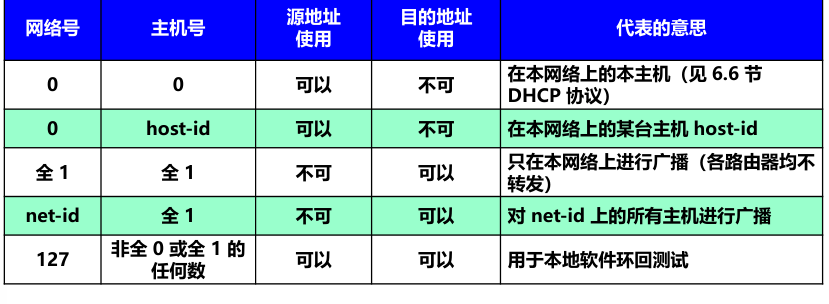 网络号 主机号 源地址使用 目的地址使用 代表的意思
0 0 可以 不可 在本网络上的本主机（见 6.6 节
DHCP 协议）
0 host-id 可以 不可 在本网络上的某台主机 host-id
全 1 全 1 不可 可以 只在本网络上进行广播（各路由器均不
转发）
net-id 全 1 不可 可以 对 net-id 上的所有主机进行广播
127 非全 0 或全 1 的
任何数 可以 可以 用于本地软件环回测试